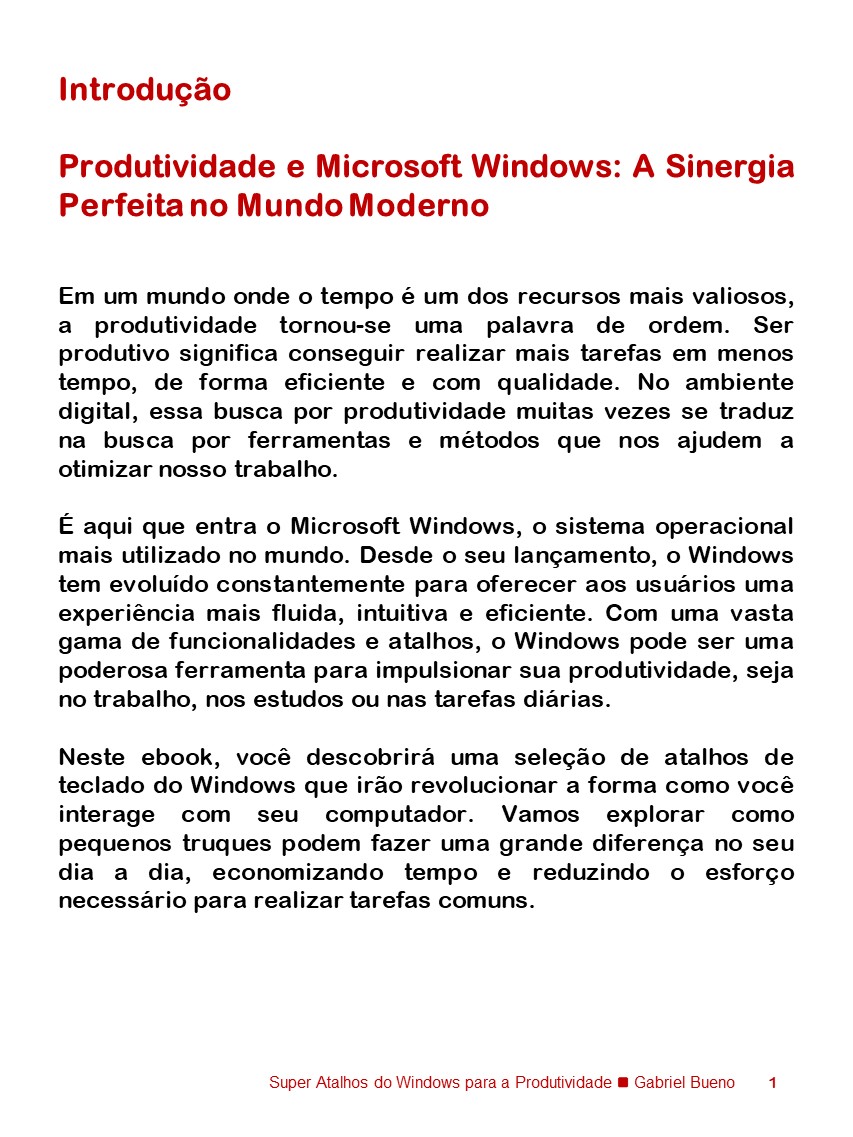 Introdução
Produtividade e Microsoft Windows: A Sinergia
Perfeita no Mundo Moderno
Em um mundo onde o tempo é um dos recursos mais valiosos,
a produtividade tornou-se uma palavra de ordem. Ser
produtivo significa conseguir realizar mais tarefas em menos
tempo, de forma eficiente e com qualidade. No ambiente
digital, essa busca por produtividade muitas vezes se traduz
na busca por ferramentas e métodos que nos ajudem a
otimizar nosso trabalho.
É aqui que entra o Microsoft Windows, o sistema operacional
mais utilizado no mundo. Desde o seu lançamento, o Windows
tem evoluído constantemente para oferecer aos usuários uma
experiência mais fluida, intuitiva e eficiente. Com uma vasta
gama de funcionalidades e atalhos, o Windows pode ser uma
poderosa ferramenta para impulsionar sua produtividade, seja
no trabalho, nos estudos ou nas tarefas diárias.
Neste ebook, você descobrirá uma seleção de atalhos de
teclado do Windows que irão revolucionar a forma como você
interage com seu computador. Vamos explorar como
pequenos truques podem fazer uma grande diferença no seu
dia a dia, economizando tempo e reduzindo o esforço
necessário para realizar tarefas comuns.
Super Atalhos do Windows para a Produtividade ■ Gabriel Bueno 1